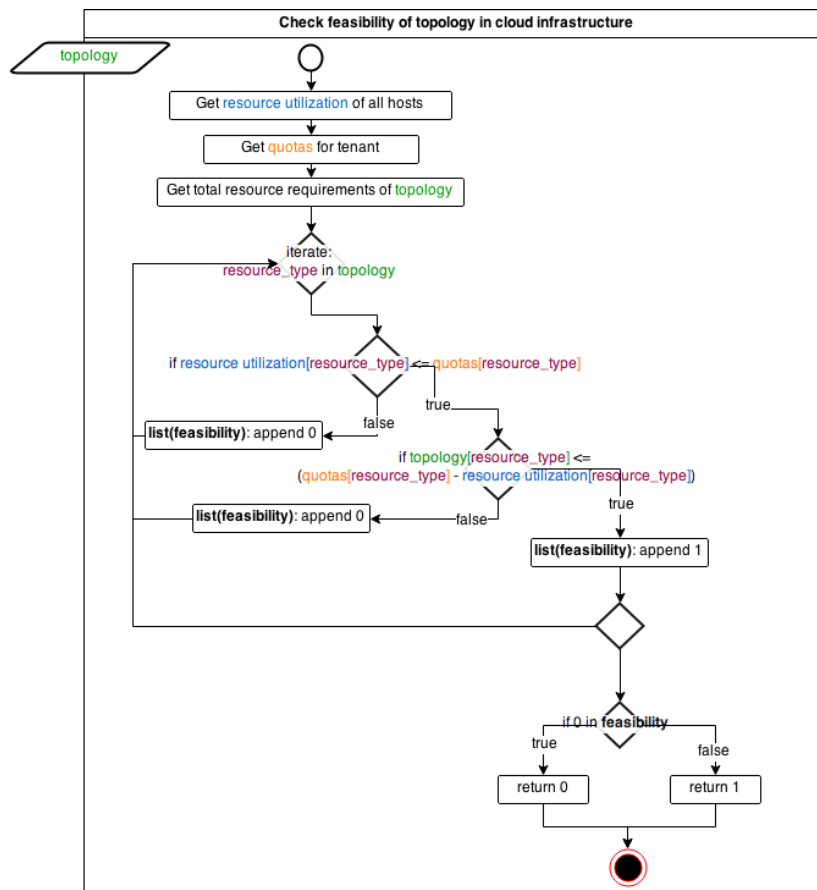 Check feasibility of topology in cloud infrastructure
topology
Get resource utilization of all hosts
Get quotas for tenant
Get total resource requirements of topology
iterate:
resource_type in topology
if resource utilization[resource_type] <= quotas[resource_type]
true
false
list(feasibility): append 0
if topology[resource_type] <=
(quotas[resource_type] - resource utilization[resource_type])
true
false
list(feasibility): append 0
list(feasibility): append 1
if 0 in feasibility
true
false
return 0
return 1